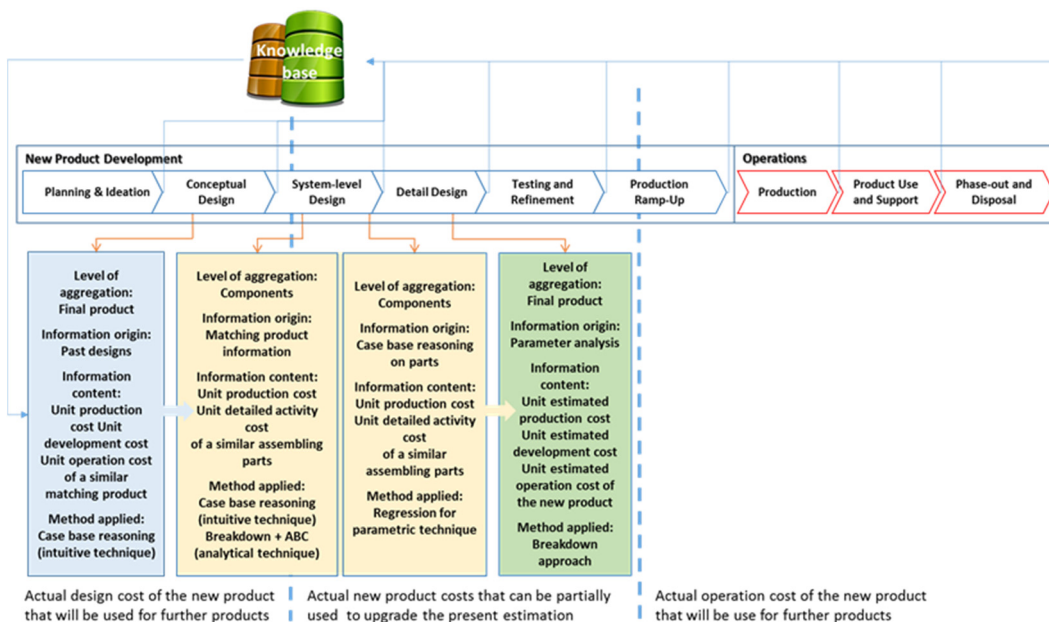 Knowledge
base
New Product Development
Operations
Planning & Ideation
Conceptual
Design
System-level
Design
Detail Design
Testing and
Refinement
Production
Ramp-Up
Production
Product Use
and Support
Phase-out and
Disposal
Level of
aggregation:
Final product
Information origin:
Past designs
Information
content:
Unit production
cost Unit
development cost
Unit operation cost
of a similar
matching product
Method applied:
Case base reasoning
(intuitive technique)
Level of aggregation:
Components
Information origin:
Matching product
information
Information content:
Unit production cost
Unit detailed activity
cost
of a similar assembling
parts
Method applied:
Case base reasoning
(intuitive technique)
Breakdown + ABC
(analytical technique)
Level of aggregation:
Components
Information origin:
Case base reasoning
on parts
Information content:
Unit production cost
Unit detailed activity
cost
of a similar
assembling parts
Method applied:
Regression for
parametric technique
Level of
aggregation:
Final product
Information origin:
Parameter analysis
Information
content:
Unit estimated
production cost
Unit estimated
development cost
Unit estimated
operation cost of
the new product
Method applied:
Breakdown
approach
Actual design cost of the new product
that will be used for further products
Actual new product costs that can be partially
used to upgrade the present estimation
Actual operation cost of the new product
that will be use for further products